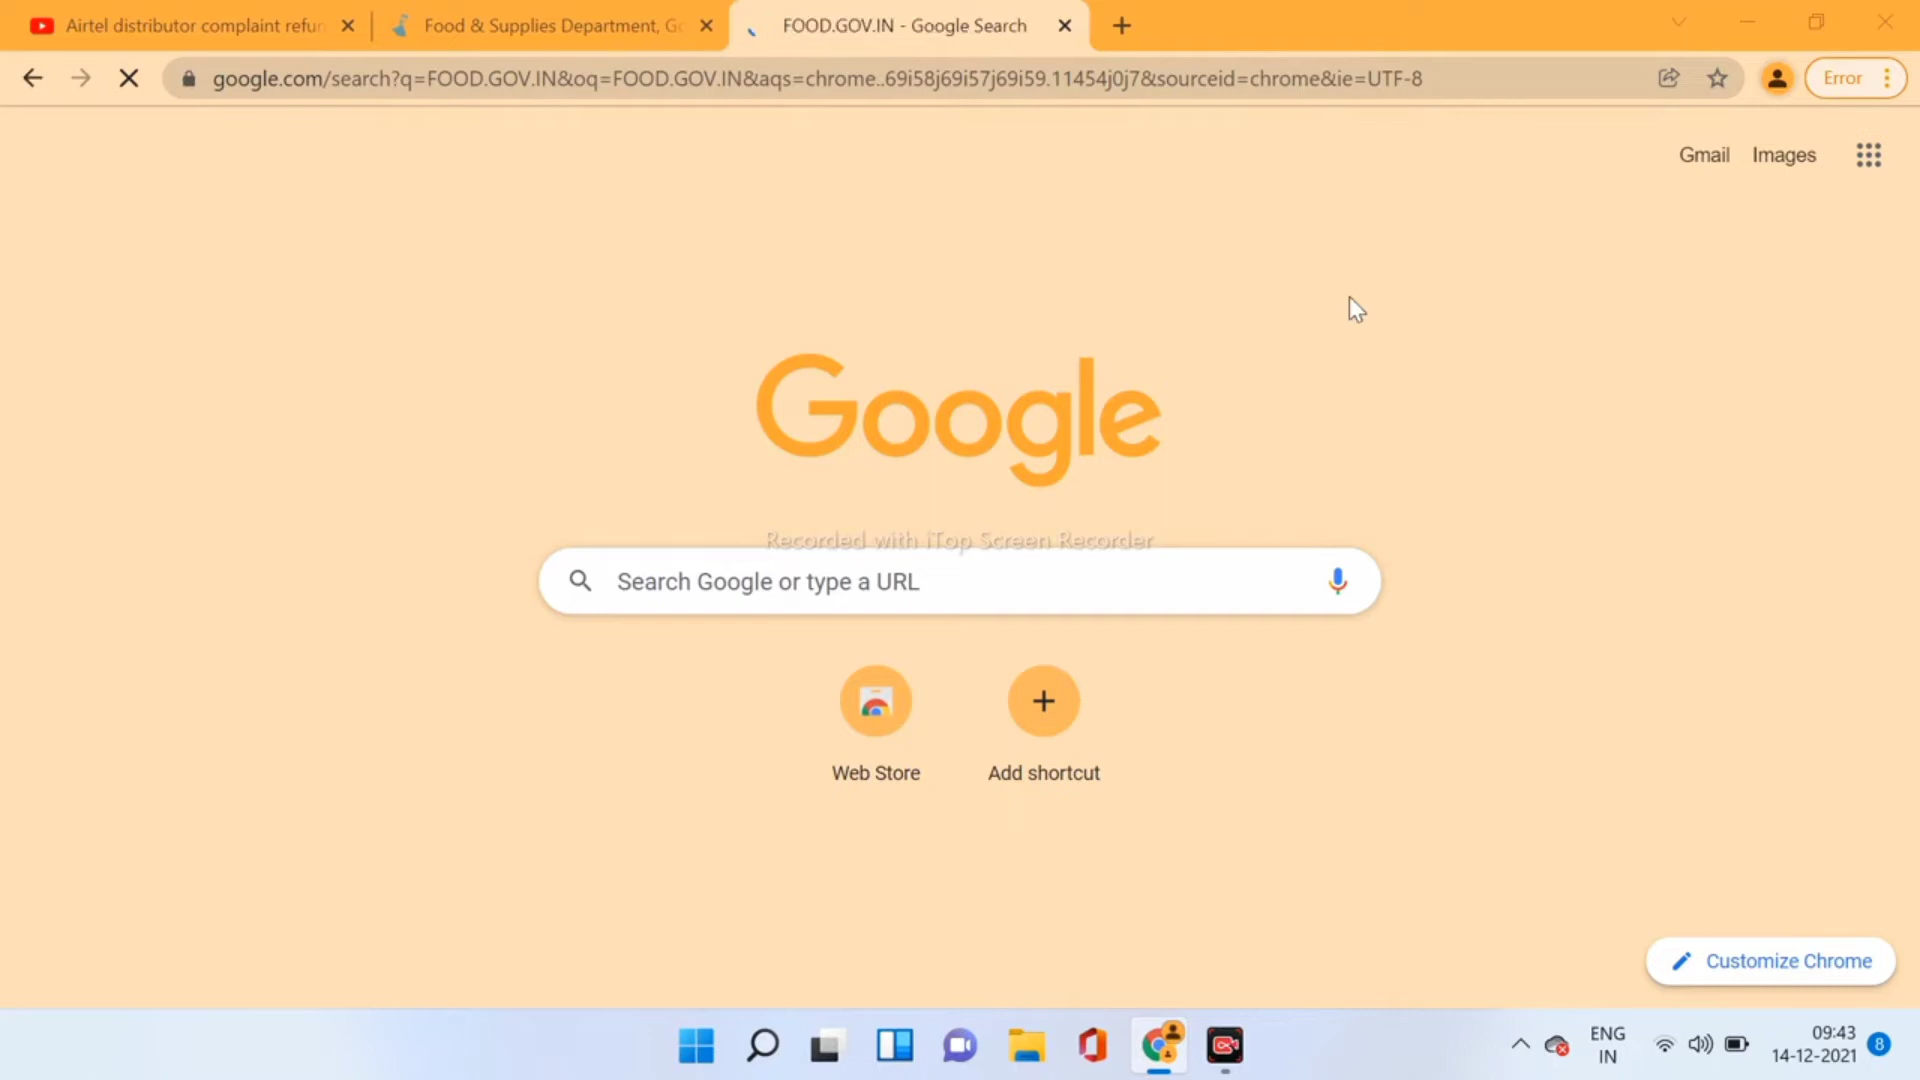 Airtel distributor complaint refun
Food & Supplies Department, Go
FOOD.GOV.IN - Google Search
google.com/search?q=FOOD.GOV.IN&oq=FOOD.GOV.IN&aqs=chrome..69i58j69i57j69i59.11454j0j7&sourceid=chrome&ie=UTF-8
Error
Gmail Images
Google
Recorded with iTop Screen Recorder
Search Google or type a URL
Web Store Add shortcut
Customize Chrome
ENG 09:43
IN 14-12-2021 8